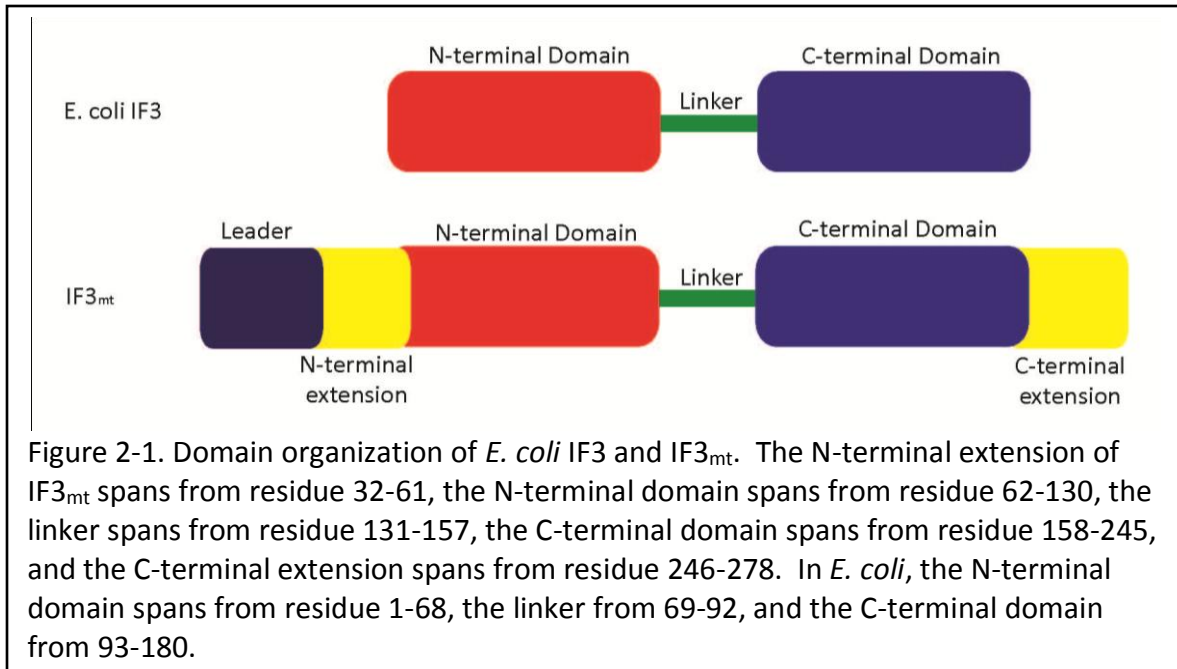 N-terminal Domain
C-terminal Domain
E. coli IF3
Linker
Leader
N-terminal Domain
C-terminal Domain
IF3mt
Linker
N-terminal
extension
C-terminal
extension
Figure 2-1. Domain organization of E. coli IF3 and IF3mt.  The N-terminal extension of
IF3mt spans from residue 32-61, the N-terminal domain spans from residue 62-130, the
linker spans from residue 131-157, the C-terminal domain spans from residue 158-245,
and the C-terminal extension spans from residue 246-278.  In E. coli, the N-terminal
domain spans from residue 1-68, the linker from 69-92, and the C-terminal domain
from 93-180.